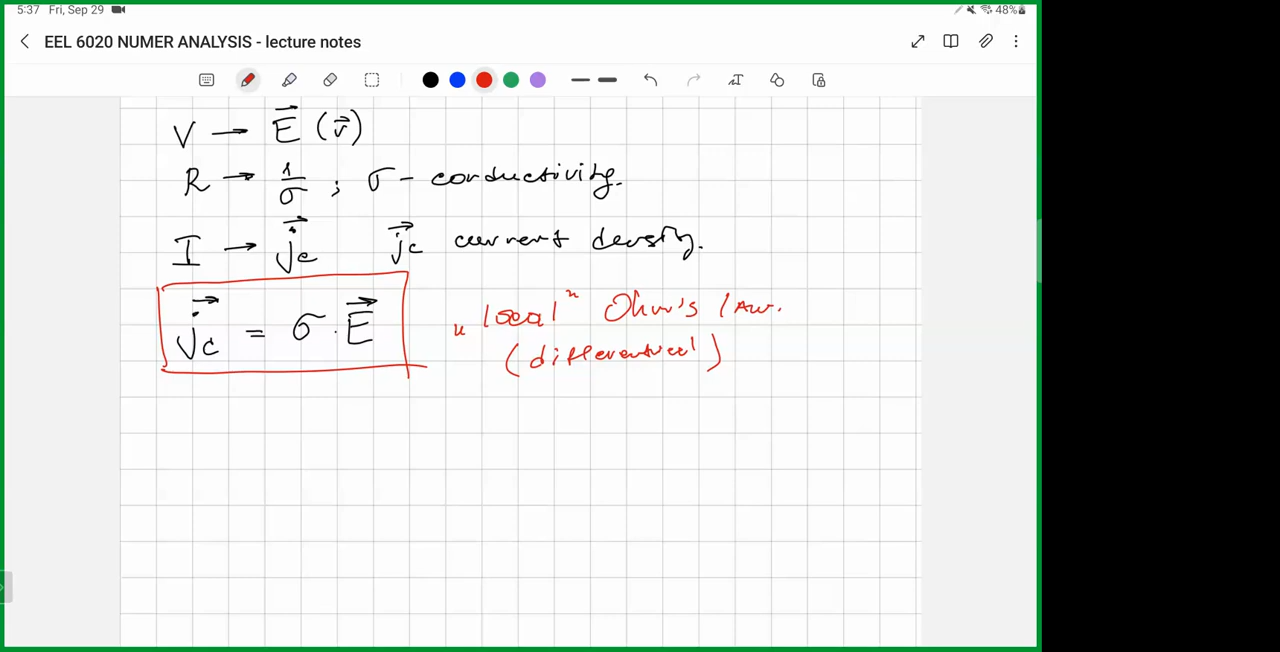 5:37 Fri, Sep 29 48%
EEL 6020 NUMER ANALYSIS - lecture notes
V → E⃗ (r⃗)
R → 1/σ ; σ - conductivity.
I → j⃗c j⃗c current density.
j⃗c = σ · E⃗ "local" Ohm's law.
(differential)